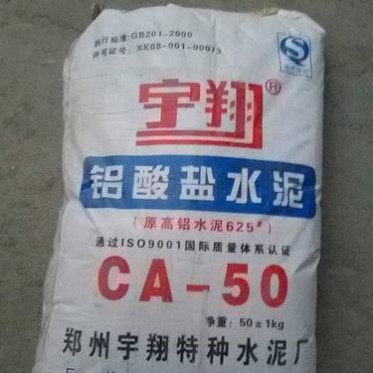 执行标准:GB201-2000
许可证号: XK08-001-00073
宇翔®
铝酸盐水泥
(原高铝水泥625#)
通过ISO9001国际质量体系认证
CA-50
净重: 50±1kg
郑州宇翔特种水泥厂